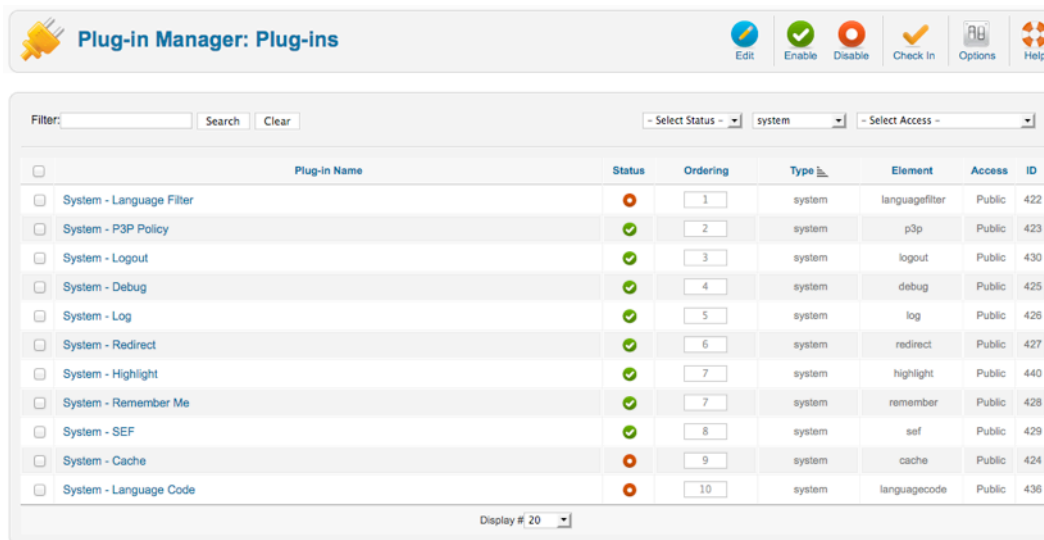 Plug-in Manager: Plug-ins
Edit Enable Disable Check In Options Help
Filter: Search Clear - Select Status - system - Select Access -
Plug-in Name Status Ordering Type Element Access ID
System - Language Filter 1 system languagefilter Public 422
System - P3P Policy 2 system p3p Public 423
System - Logout 3 system logout Public 430
System - Debug 4 system debug Public 425
System - Log 5 system log Public 426
System - Redirect 6 system redirect Public 427
System - Highlight 7 system highlight Public 440
System - Remember Me 7 system remember Public 428
System - SEF 8 system sef Public 429
System - Cache 9 system cache Public 424
System - Language Code 10 system languagecode Public 436
Display # 20